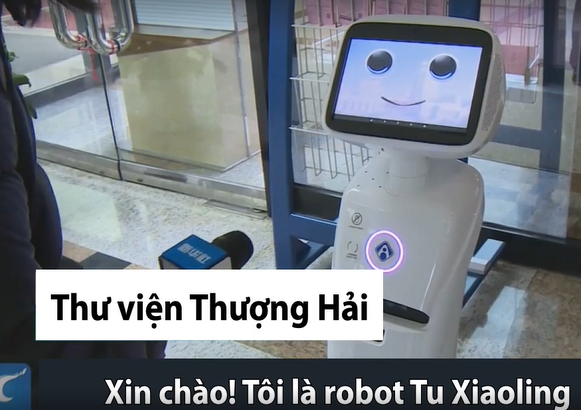 Thư viện Thượng Hải
Xin chào! Tôi là robot Tu Xiaoling